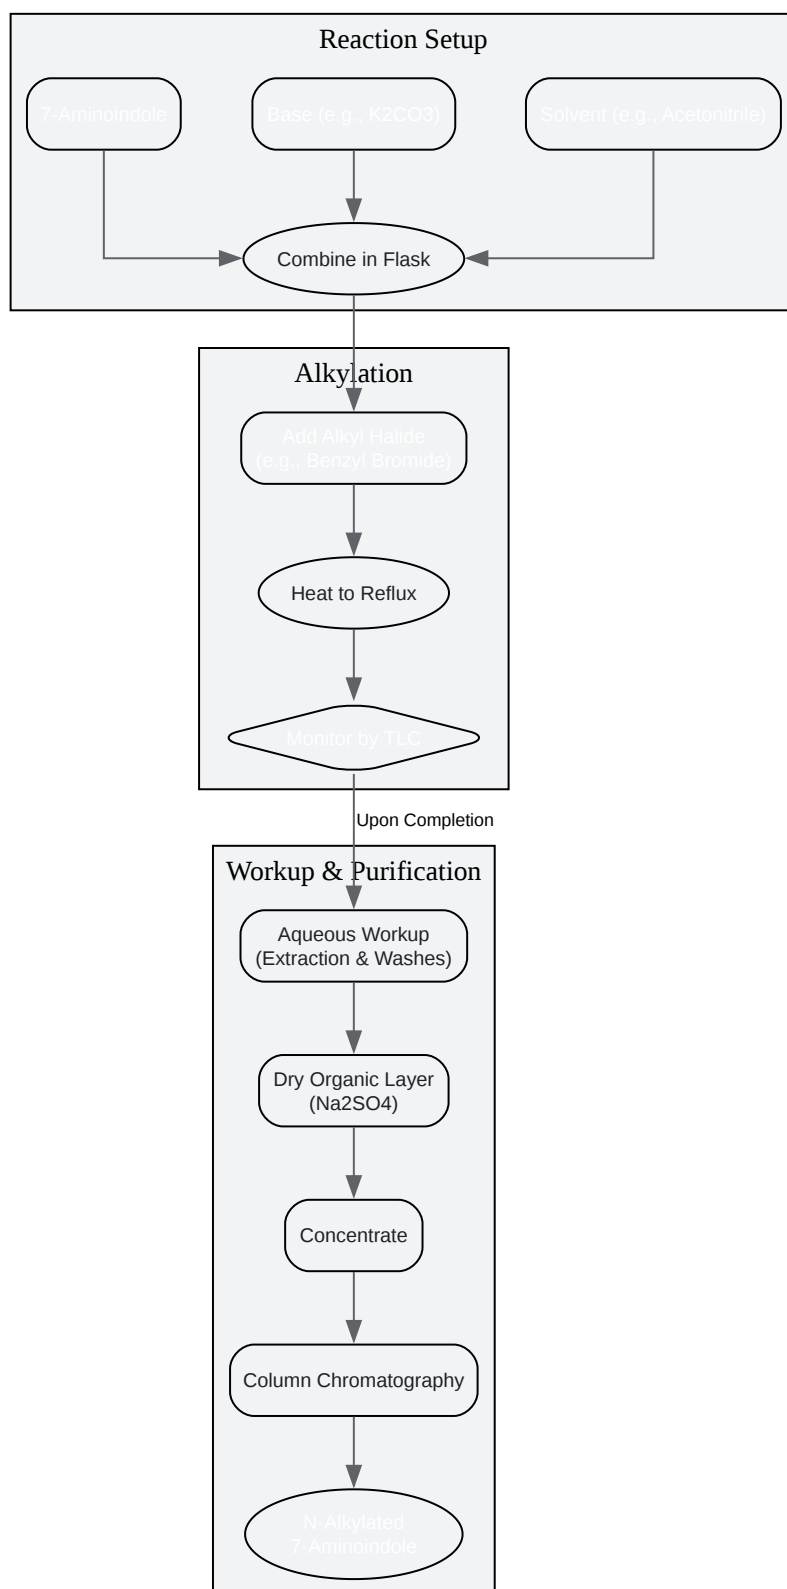 Reaction Setup
7-Aminoindole
Base (e.g., K2CO3)
Solvent (e.g., Acetonitrile)
Combine in Flask
Alkylation
Add Alkyl Halide
(e.g., Benzyl Bromide)
Heat to Reflux
Monitor by TLC
Upon Completion
Workup & Purification
Aqueous Workup
(Extraction & Washes)
Dry Organic Layer
(Na2SO4)
Concentrate
Column Chromatography
N-Alkylated
7-Aminoindole